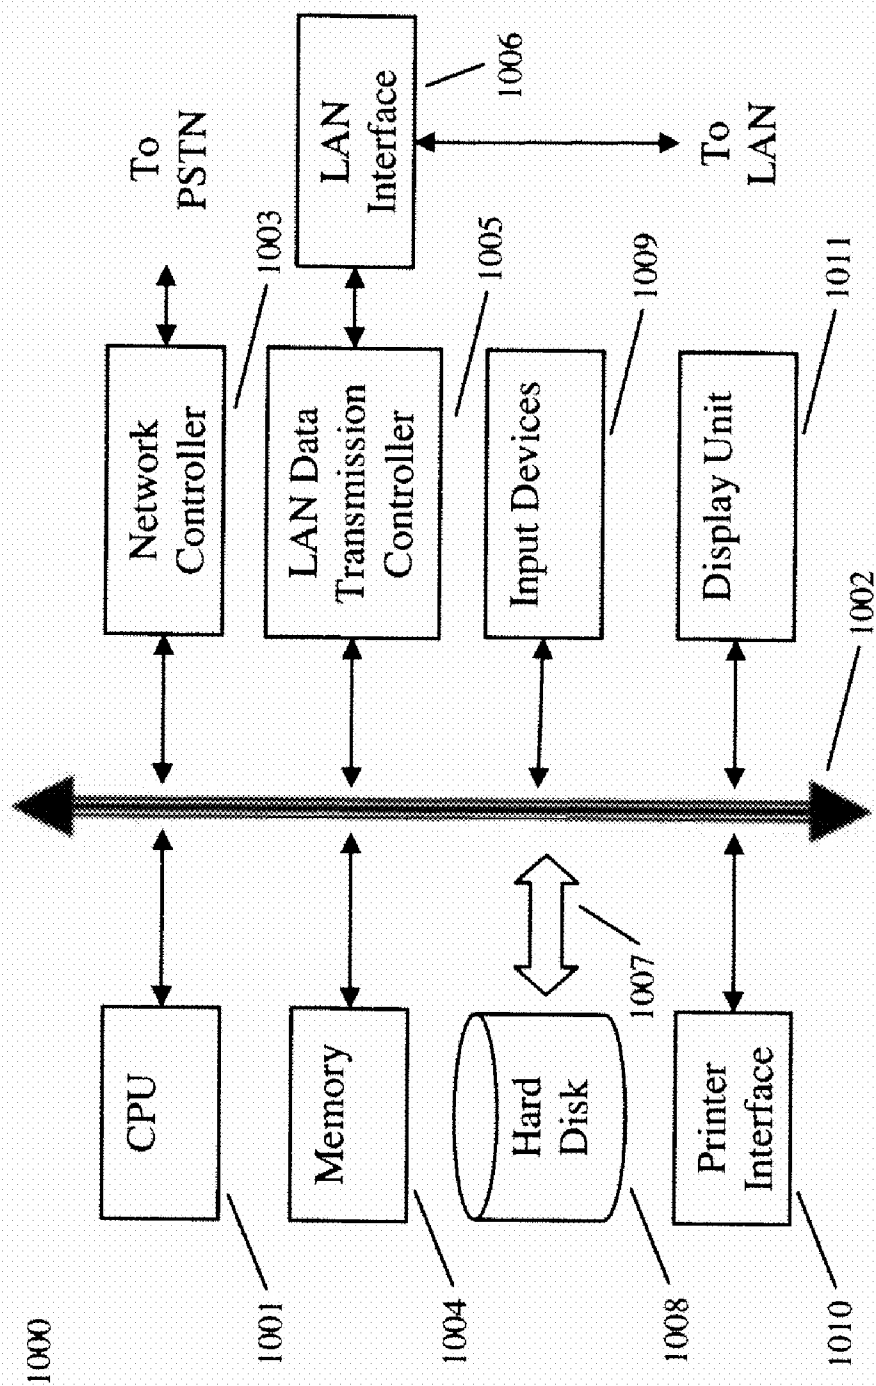 1000
CPU
1001
Memory
1004
Hard
Disk
1008
1007
Printer
Interface
1010
1002
Network
Controller
1003
To
PSTN
LAN Data
Transmission
Controller
1005
LAN
Interface
1006
To
LAN
Input Devices
1009
Display Unit
1011